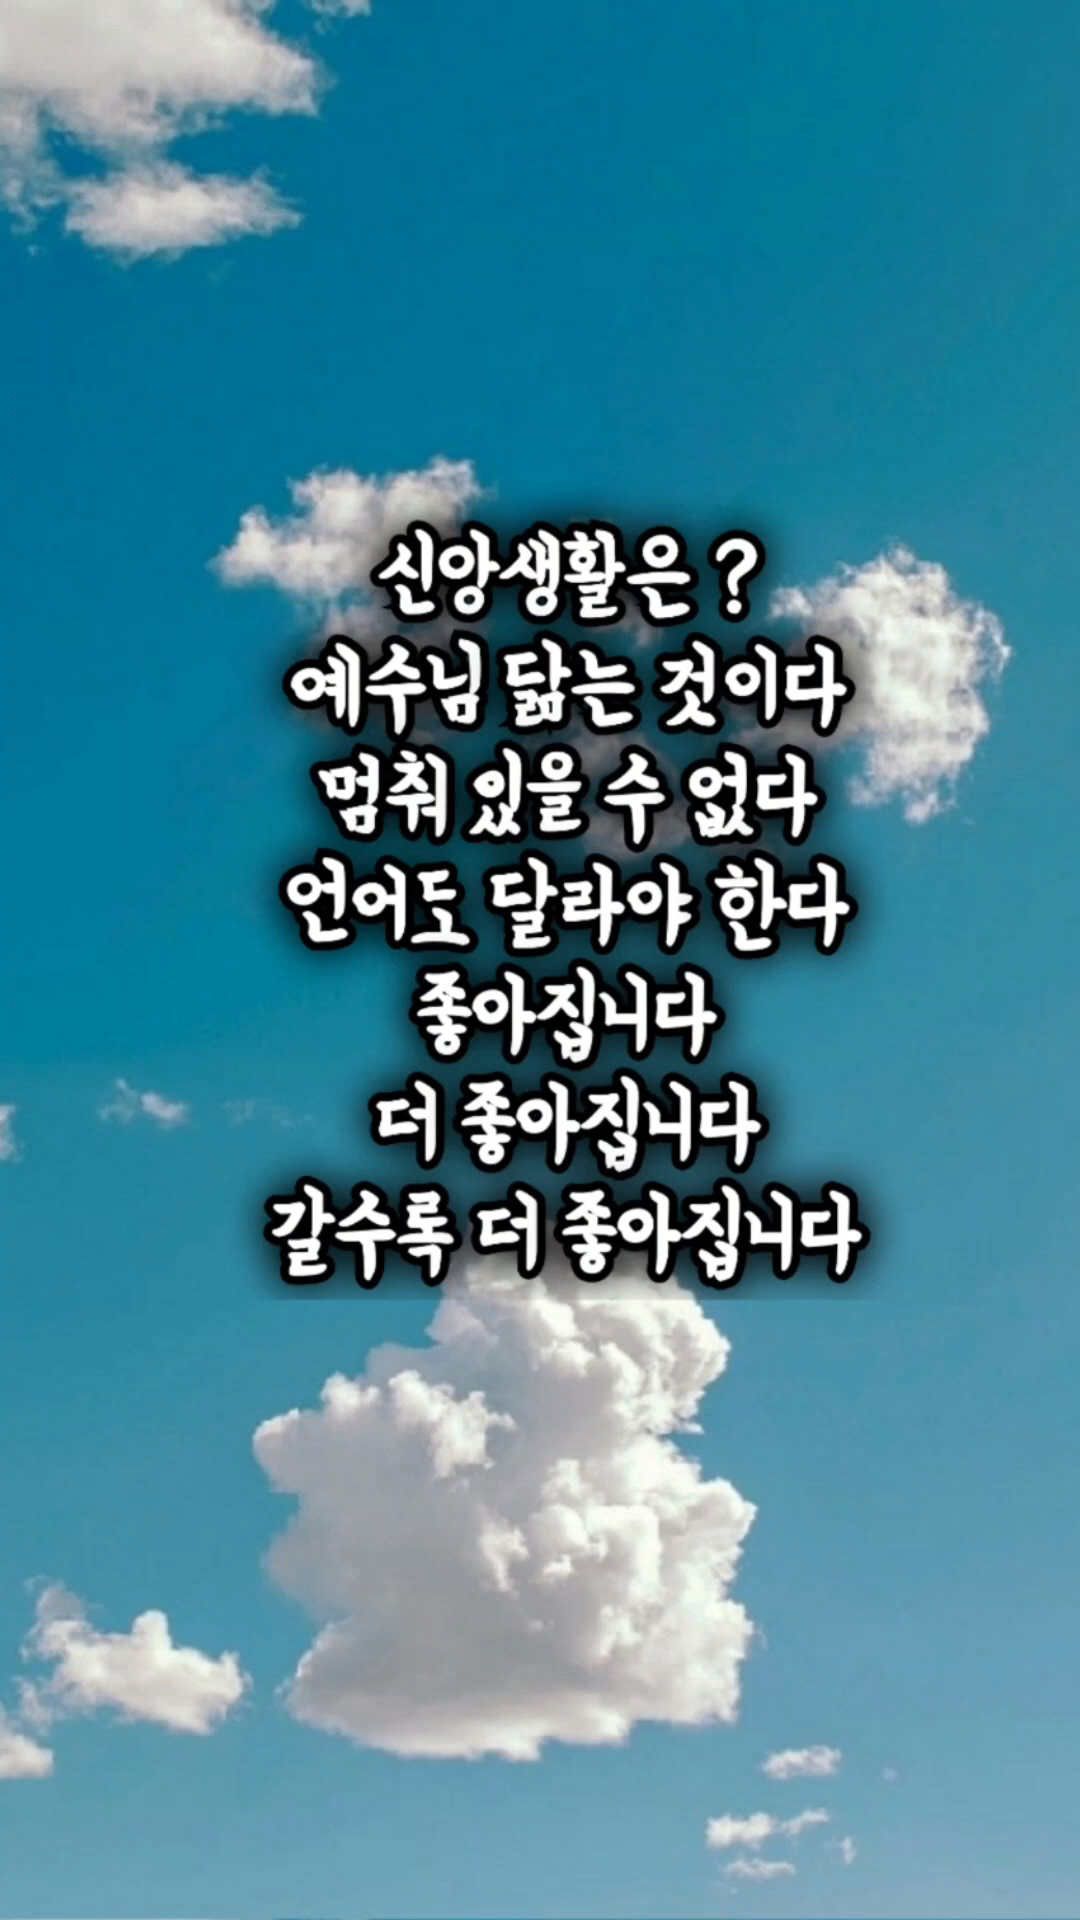 신앙생활은 ?
예수님 닮는 것이다
멈춰 있을 수 없다
언어도 달라야 한다
좋아집니다
더 좋아집니다
갈수록 더 좋아집니다